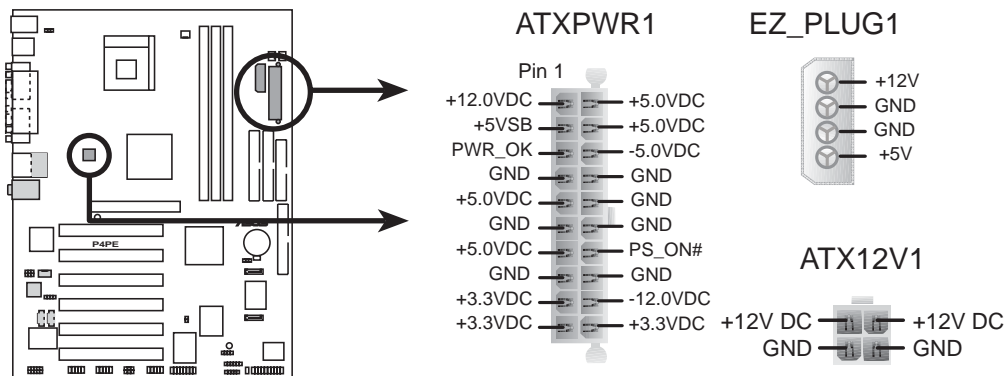 ATXPWR1
EZ_PLUG1
Pin 1
+12.0VDC +5.0VDC
+5VSB +5.0VDC
PWR_OK -5.0VDC
GND GND
+5.0VDC GND
GND GND
+5.0VDC PS_ON#
GND GND
+3.3VDC -12.0VDC
+3.3VDC +3.3VDC
+12V
GND
GND
+5V
P4PE
ATX12V1
+12V DC +12V DC
GND GND